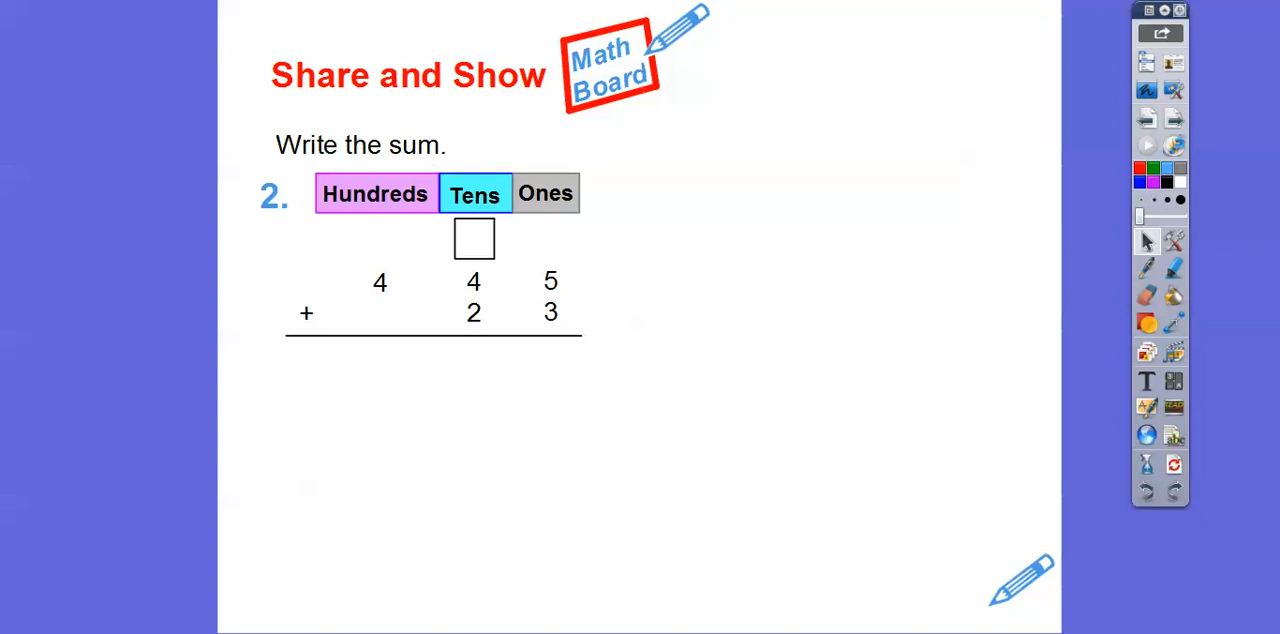 Share and Show
Math
Board
Write the sum.
2.
Hundreds Tens Ones
4 4 5
+ 2 3